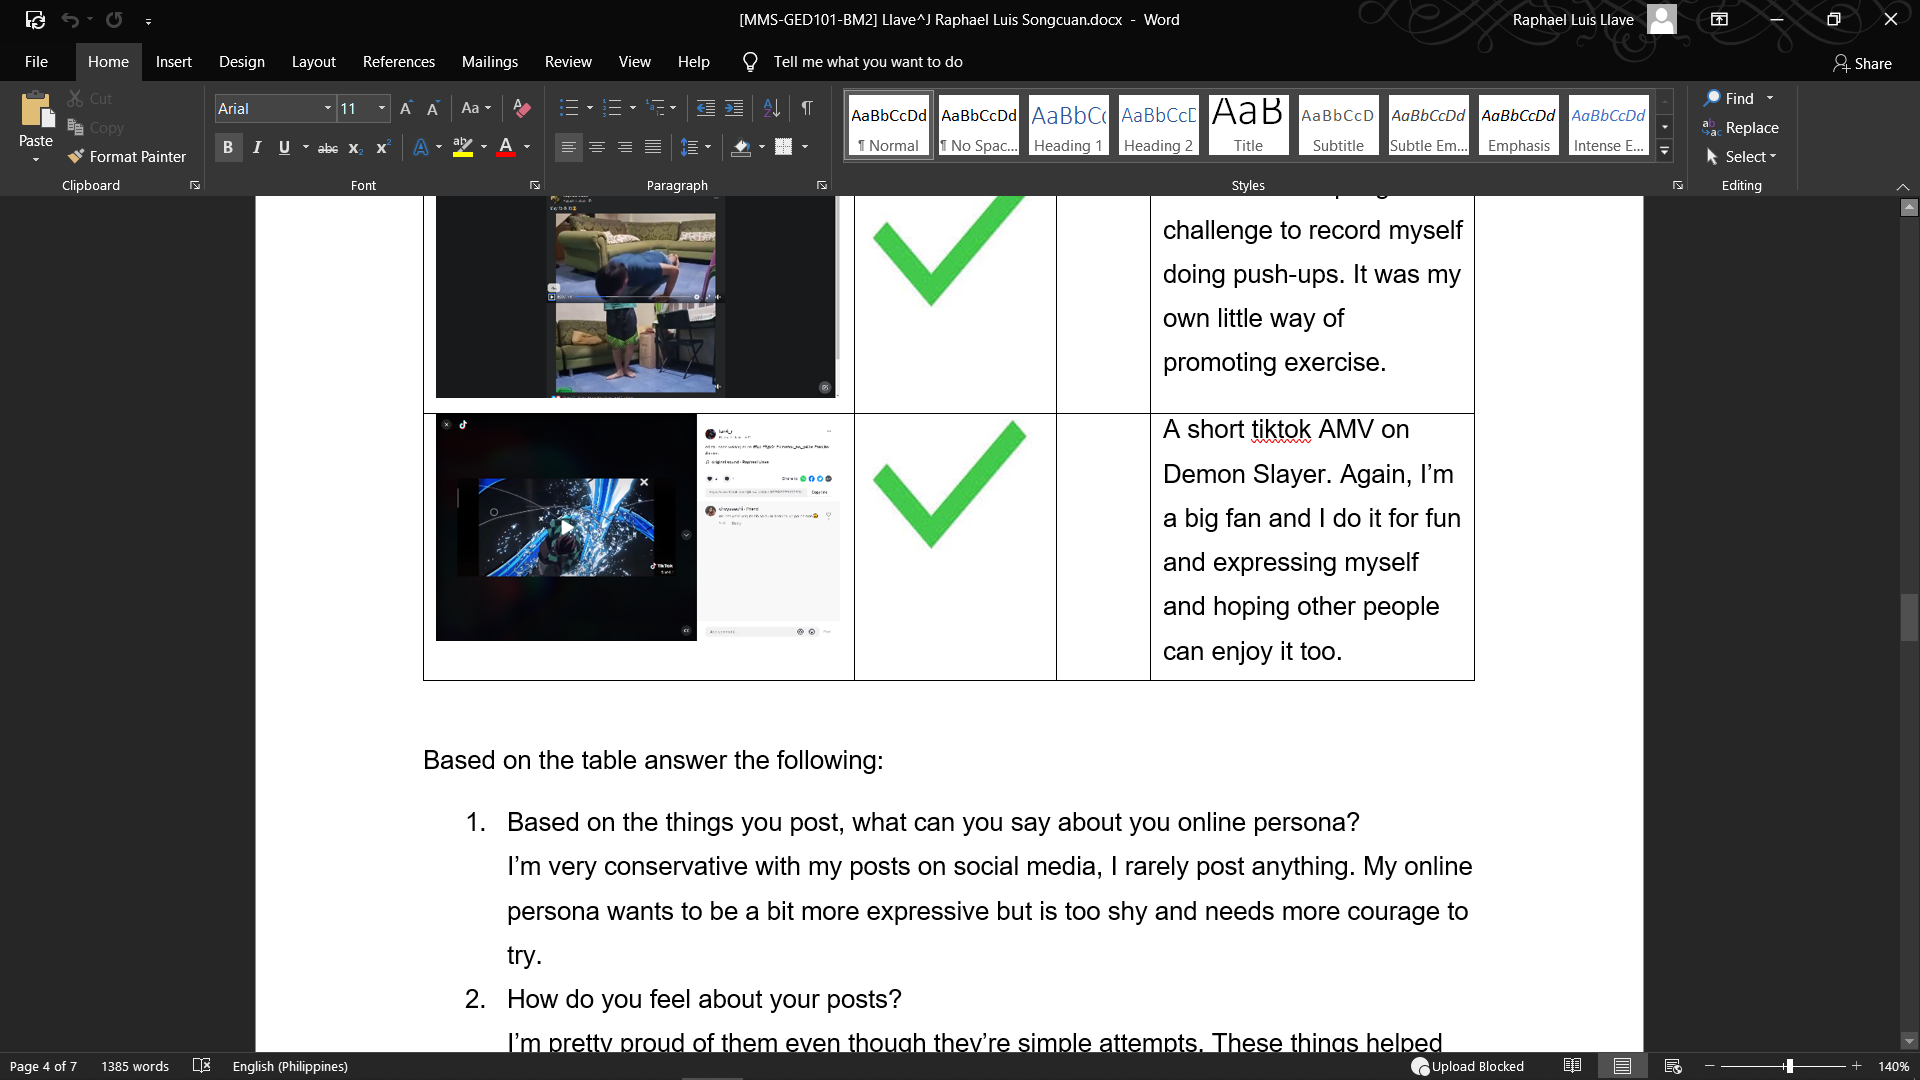 [MMS-GED101-BM2] Llave^J Raphael Luis Songcuan.docx - Word
Raphael Luis Llave
File Home Insert Design Layout References Mailings Review View Help Tell me what you want to do
Share
Paste
Cut
Copy
Format Painter
Clipboard
Arial 11
Font
Paragraph
AaBbCcDd ¶ Normal
AaBbCcDd ¶ No Spac...
AaBbCc Heading 1
AaBbCcD Heading 2
AaB Title
AaBbCcD Subtitle
AaBbCcDd Subtle Em...
AaBbCcDd Emphasis
AaBbCcDd Intense E...
Styles
Find
Replace
Select
Editing
challenge to record myself
doing push-ups. It was my
own little way of
promoting exercise.
TikTok
A short tiktok AMV on
Demon Slayer. Again, I’m
a big fan and I do it for fun
and expressing myself
and hoping other people
can enjoy it too.
Based on the table answer the following:
1. Based on the things you post, what can you say about you online persona?
I’m very conservative with my posts on social media, I rarely post anything. My online
persona wants to be a bit more expressive but is too shy and needs more courage to
try.
2. How do you feel about your posts?
I’m pretty proud of them even though they’re simple attempts. These things helped
Page 4 of 7 1385 words English (Philippines) Upload Blocked 140%